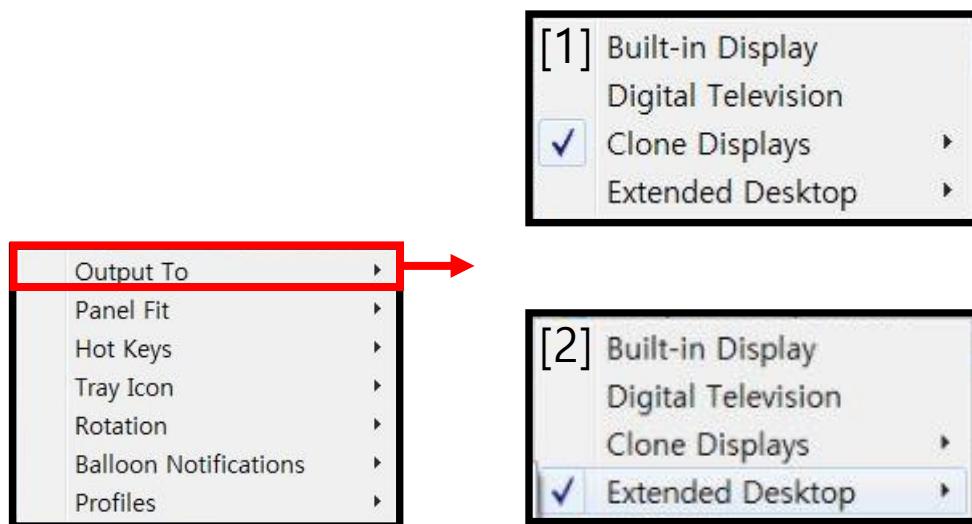 [1] Built-in Display
Digital Television
Clone Displays
Extended Desktop
Output To
Panel Fit
Hot Keys
Tray Icon
Rotation
Balloon Notifications
Profiles
[2] Built-in Display
Digital Television
Clone Displays
Extended Desktop